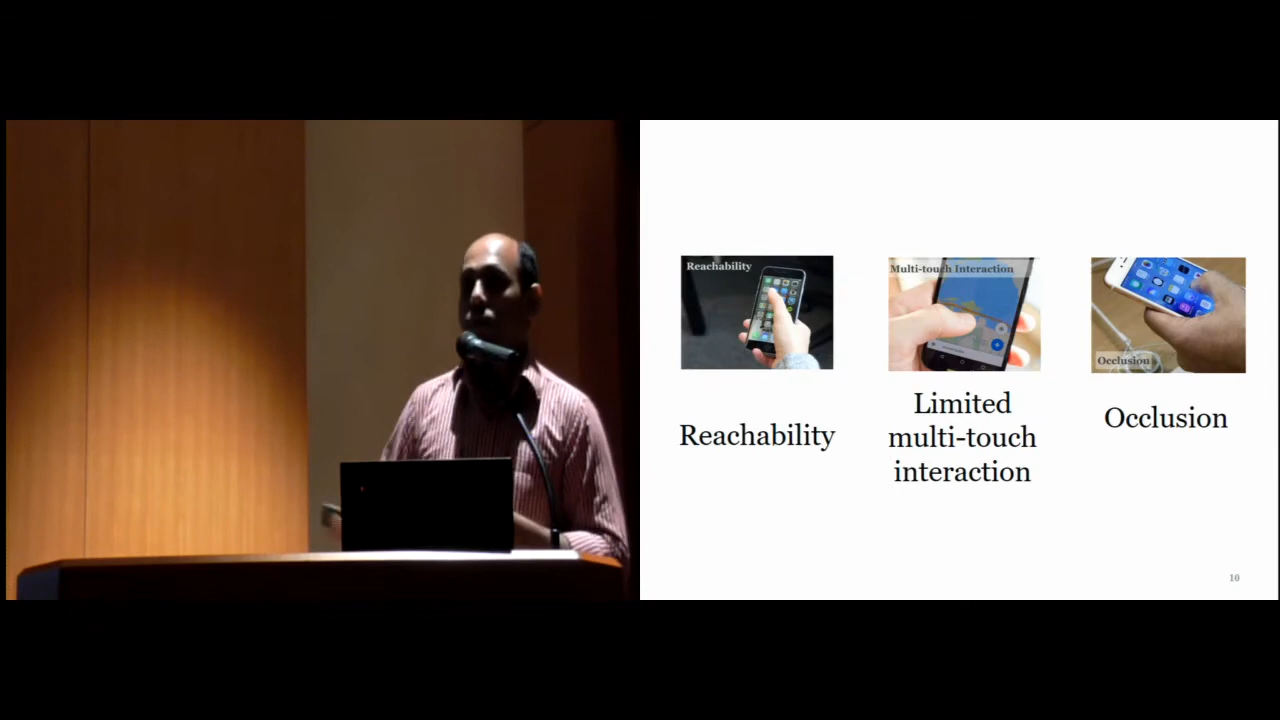 Reachability
Multi-touch Interaction
Occlusion
Reachability
Limited
multi-touch
interaction
Occlusion
10